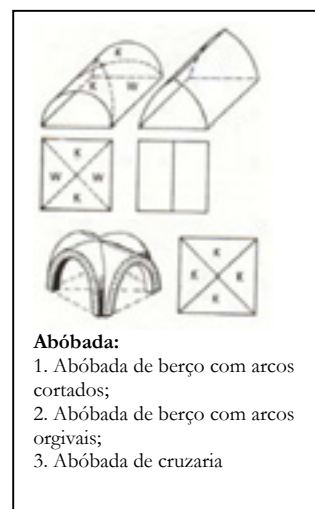 K
K
W
K
W
W
K
K
K
K
K
Abóbada:
1. Abóbada de berço com arcos
cortados;
2. Abóbada de berço com arcos
orgivais;
3. Abóbada de cruzaria